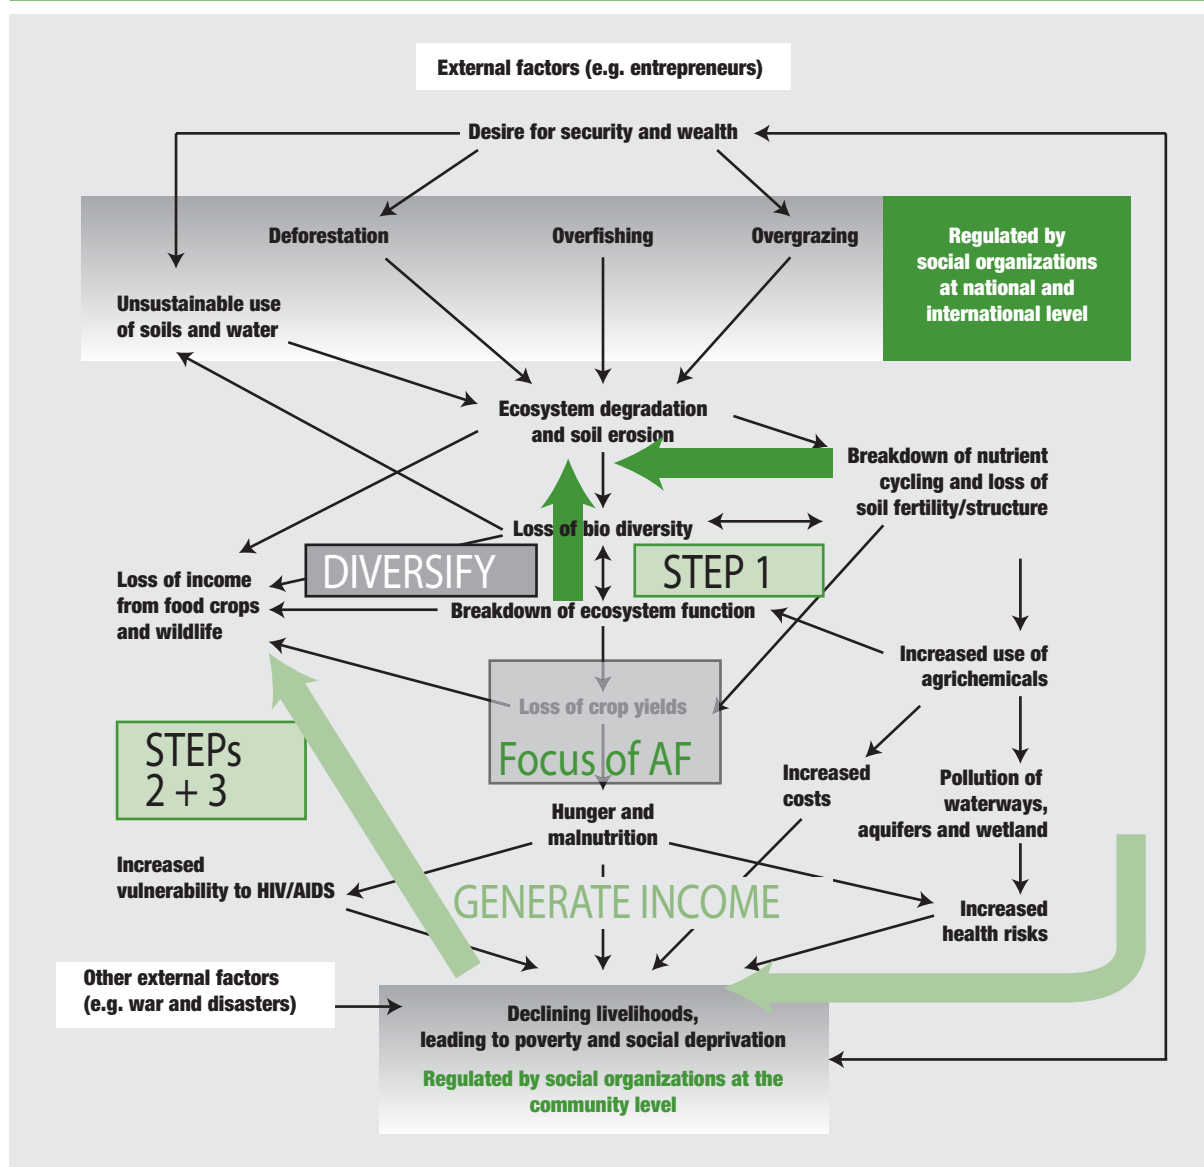 External factors (e.g. entrepreneurs)
Desire for security and wealth
Deforestation
Overfishing
Overgrazing
Regulated by
social organizations
at national and
international level
Unsustainable use
of soils and water
Ecosystem degradation
and soil erosion
Breakdown of nutrient
cycling and loss of
soil fertility/structure
Loss of bio diversity
DIVERSIFY
STEP 1
Loss of income
from food crops
and wildlife
Breakdown of ecosystem function
Increased use of
agrichemicals
Loss of crop yields
Focus of AF
STEPs
2 + 3
Increased
costs
Pollution of
waterways,
aquifers and wetland
Hunger and
malnutrition
Increased
vulnerability to HIV/AIDS
GENERATE INCOME
Increased
health risks
Other external factors
(e.g. war and disasters)
Declining livelihoods,
leading to poverty and social deprivation
Regulated by social organizations at the
community level